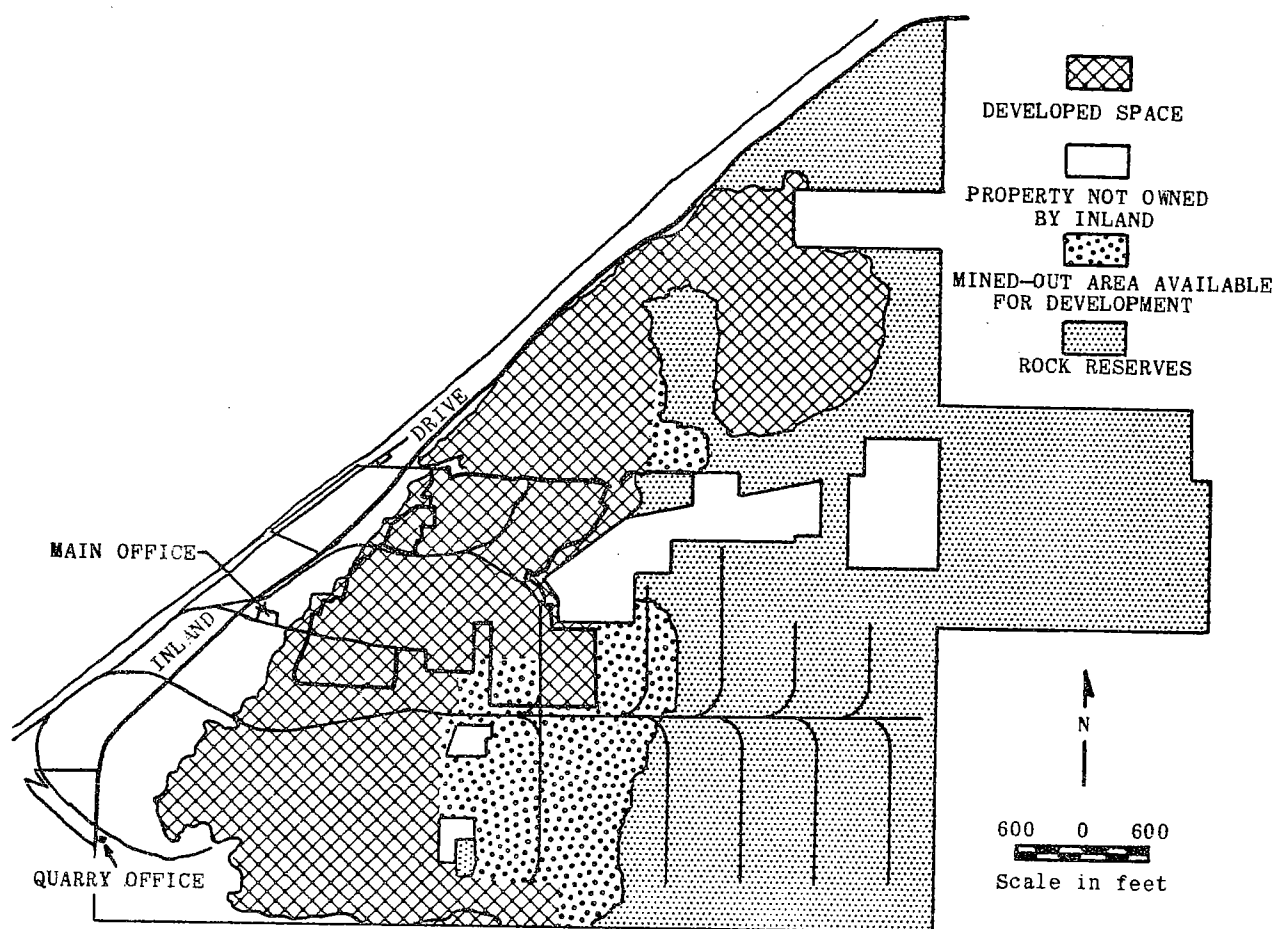 DEVELOPED SPACE
PROPERTY NOT OWNED
BY INLAND
MINED-OUT AREA AVAILABLE
FOR DEVELOPMENT
ROCK RESERVES
INLAND DRIVE
MAIN OFFICE
QUARRY OFFICE
N
600 0 600
Scale in feet